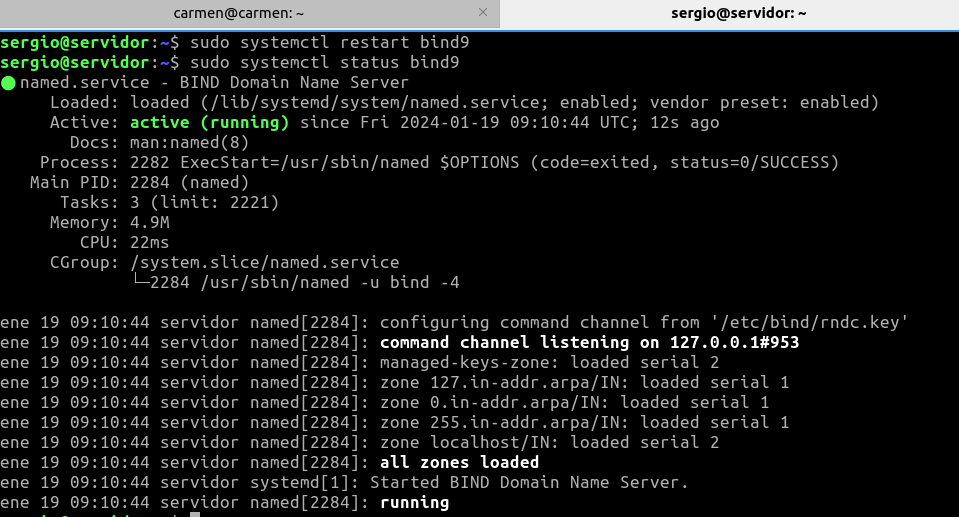 carmen@carmen: ~ × sergio@servidor: ~
sergio@servidor:~$ sudo systemctl restart bind9
sergio@servidor:~$ sudo systemctl status bind9
● named.service - BIND Domain Name Server
Loaded: loaded (/lib/systemd/system/named.service; enabled; vendor preset: enabled)
Active: active (running) since Fri 2024-01-19 09:10:44 UTC; 12s ago
Docs: man:named(8)
Process: 2282 ExecStart=/usr/sbin/named $OPTIONS (code=exited, status=0/SUCCESS)
Main PID: 2284 (named)
Tasks: 3 (limit: 2221)
Memory: 4.9M
CPU: 22ms
CGroup: /system.slice/named.service
└─2284 /usr/sbin/named -u bind -4
ene 19 09:10:44 servidor named[2284]: configuring command channel from '/etc/bind/rndc.key'
ene 19 09:10:44 servidor named[2284]: command channel listening on 127.0.0.1#953
ene 19 09:10:44 servidor named[2284]: managed-keys-zone: loaded serial 2
ene 19 09:10:44 servidor named[2284]: zone 127.in-addr.arpa/IN: loaded serial 1
ene 19 09:10:44 servidor named[2284]: zone 0.in-addr.arpa/IN: loaded serial 1
ene 19 09:10:44 servidor named[2284]: zone 255.in-addr.arpa/IN: loaded serial 1
ene 19 09:10:44 servidor named[2284]: zone localhost/IN: loaded serial 2
ene 19 09:10:44 servidor named[2284]: all zones loaded
ene 19 09:10:44 servidor systemd[1]: Started BIND Domain Name Server.
ene 19 09:10:44 servidor named[2284]: running
sergio@servidor:~$